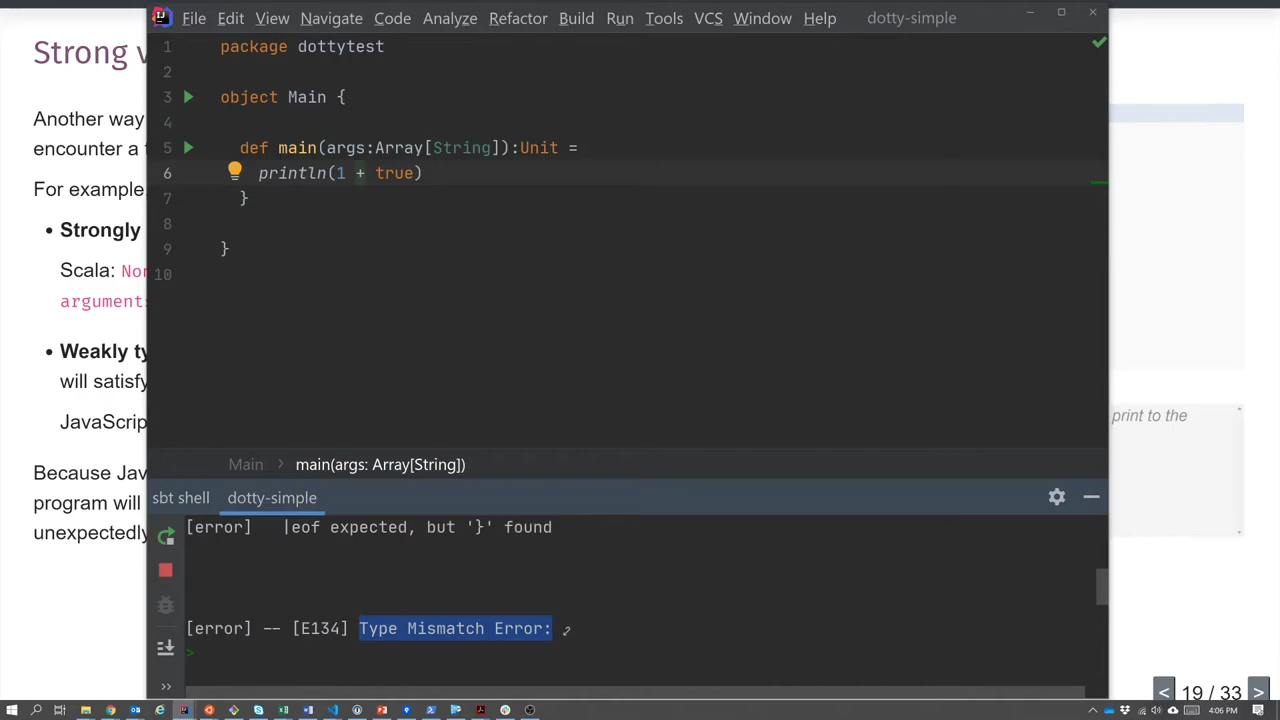 File Edit View Navigate Code Analyze Refactor Build Run Tools VCS Window Help dotty-simple
1 package dottytest
2
3 object Main {
4
5 def main(args:Array[String]):Unit =
6 println(1 + true)
7 }
8
9 }
10
Main > main(args: Array[String])
sbt shell dotty-simple
[error] |eof expected, but '}' found
[error] -- [E134] Type Mismatch Error:
>
>>
Strong
Another way
encounter a
For example
• Strongly
Scala:
arguments
• Weakly
will satisfy
JavaScrip
Because Jav
program will
unexpectedly
print to the
< 19 / 33 >
4:06 PM